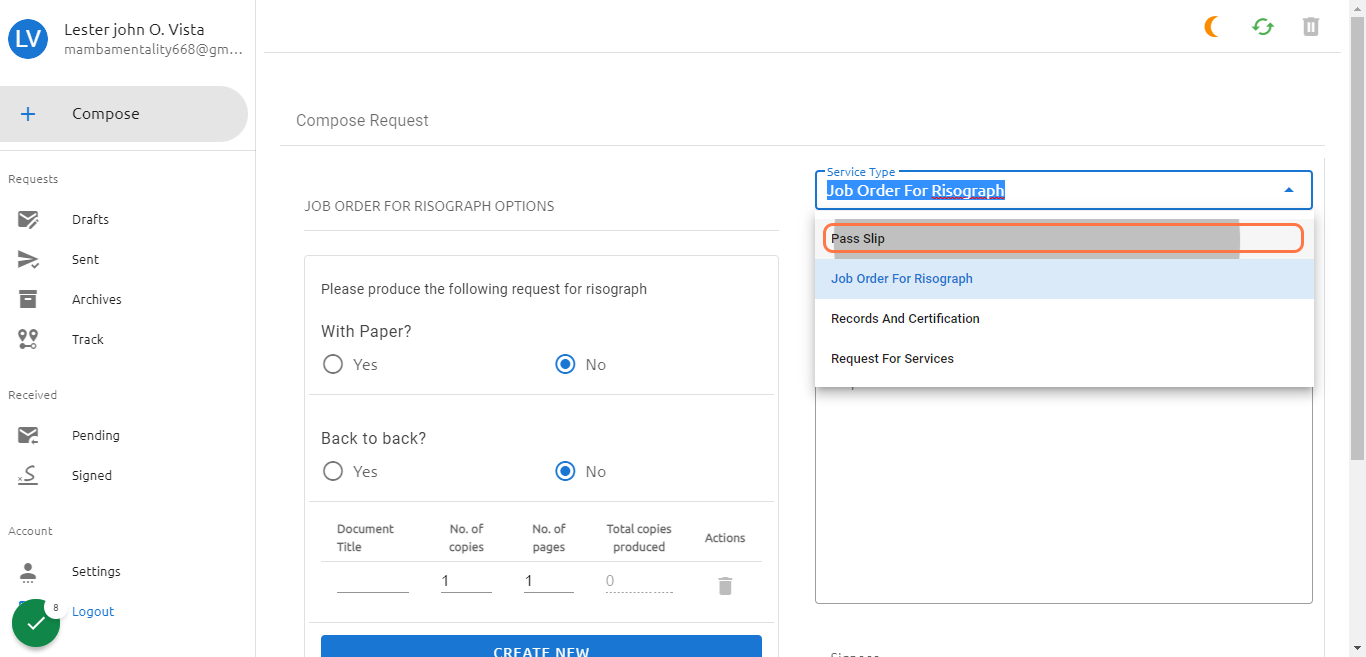 LV
Lester john O. Vista
mambamentality668@gm...
Compose
Requests
Drafts
Sent
Archives
Track
Received
Pending
Signed
Account
Settings
Logout
8
Compose Request
JOB ORDER FOR RISOGRAPH OPTIONS
Please produce the following request for risograph
With Paper?
Yes No
Back to back?
Yes No
Document Title
No. of copies
No. of pages
Total copies produced
Actions
1 1 0
CREATE NEW
Service Type
Job Order For Risograph
Pass Slip
Job Order For Risograph
Records And Certification
Request For Services